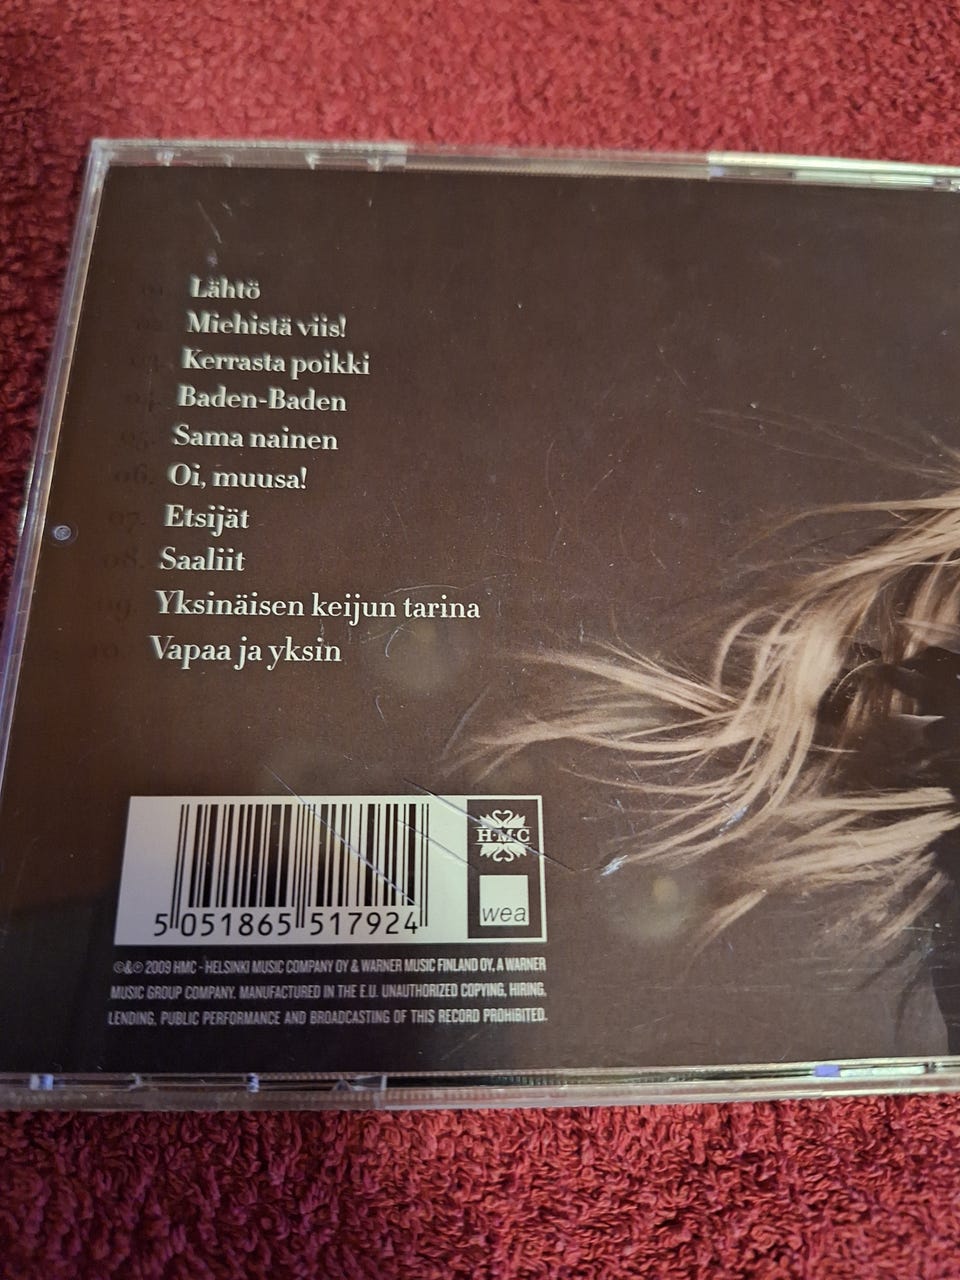 01. Lähtö
02. Miehistä viis!
03. Kerrasta poikki
04. Baden-Baden
05. Sama nainen
06. Oi, muusa!
07. Etsijät
08. Saaliit
09. Yksinäisen keijun tarina
10. Vapaa ja yksin
H·M·C
wea
5 051865 517924
©&℗ 2009 HMC - HELSINKI MUSIC COMPANY OY & WARNER MUSIC FINLAND OY, A WARNER
MUSIC GROUP COMPANY. MANUFACTURED IN THE E.U. UNAUTHORIZED COPYING, HIRING,
LENDING, PUBLIC PERFORMANCE AND BROADCASTING OF THIS RECORD PROHIBITED.